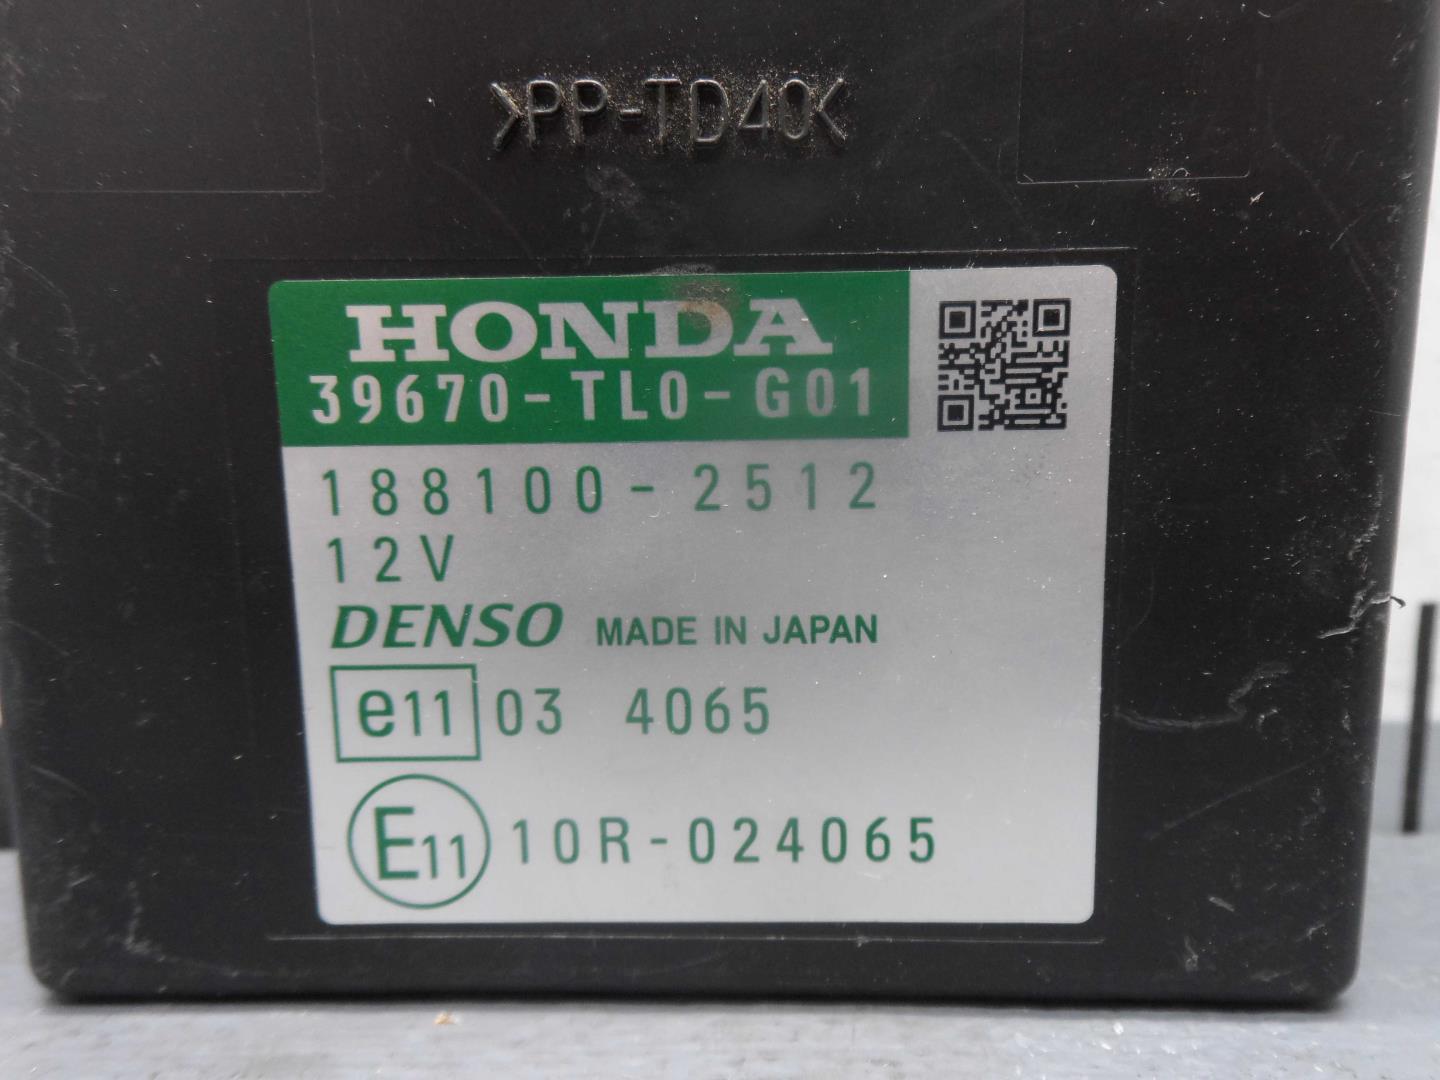 >PP-TD40<
HONDA
39670-TL0-G01
188100-2512
12V
DENSO MADE IN JAPAN
e11 03 4065
E11 10R-024065